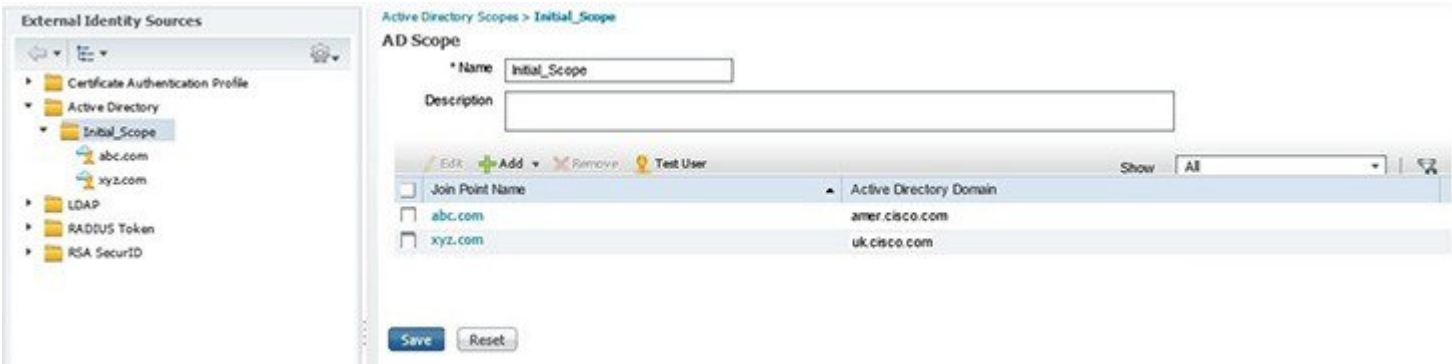 External Identity Sources
Certificate Authentication Profile
Active Directory
Initial_Scope
abc.com
xyz.com
LDAP
RADIUS Token
RSA SecurID
Active Directory Scopes > Initial_Scope
AD Scope
* Name Initial_Scope
Description
Edit Add Remove Test User Show All
Join Point Name Active Directory Domain
abc.com amer.cisco.com
xyz.com uk.cisco.com
Save Reset